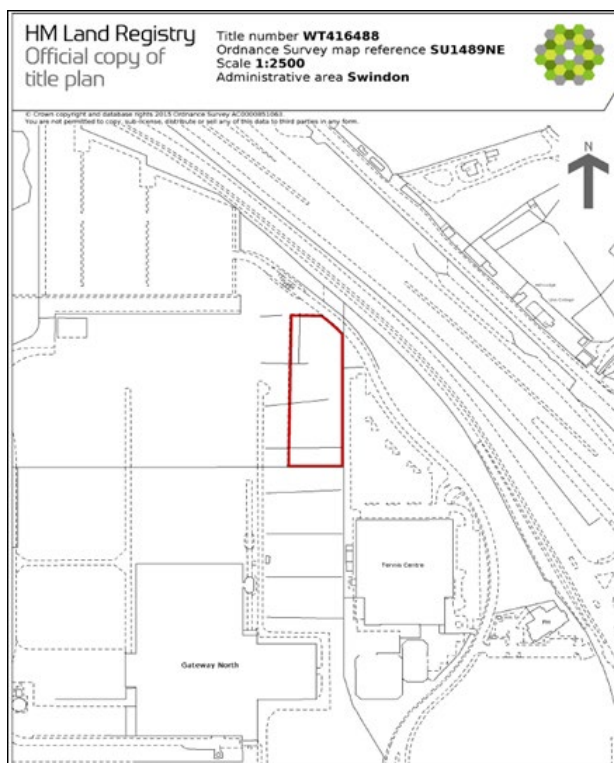 HM Land Registry
Official copy of
title plan
Title number WT416488
Ordnance Survey map reference SU1489NE
Scale 1:2500
Administrative area Swindon
© Crown copyright and database rights 2015 Ordnance Survey AC0000851063.
You are not permitted to copy, sub-license, distribute or sell any of this data to third parties in any form.
N
Tennis Centre
PH
Gateway North